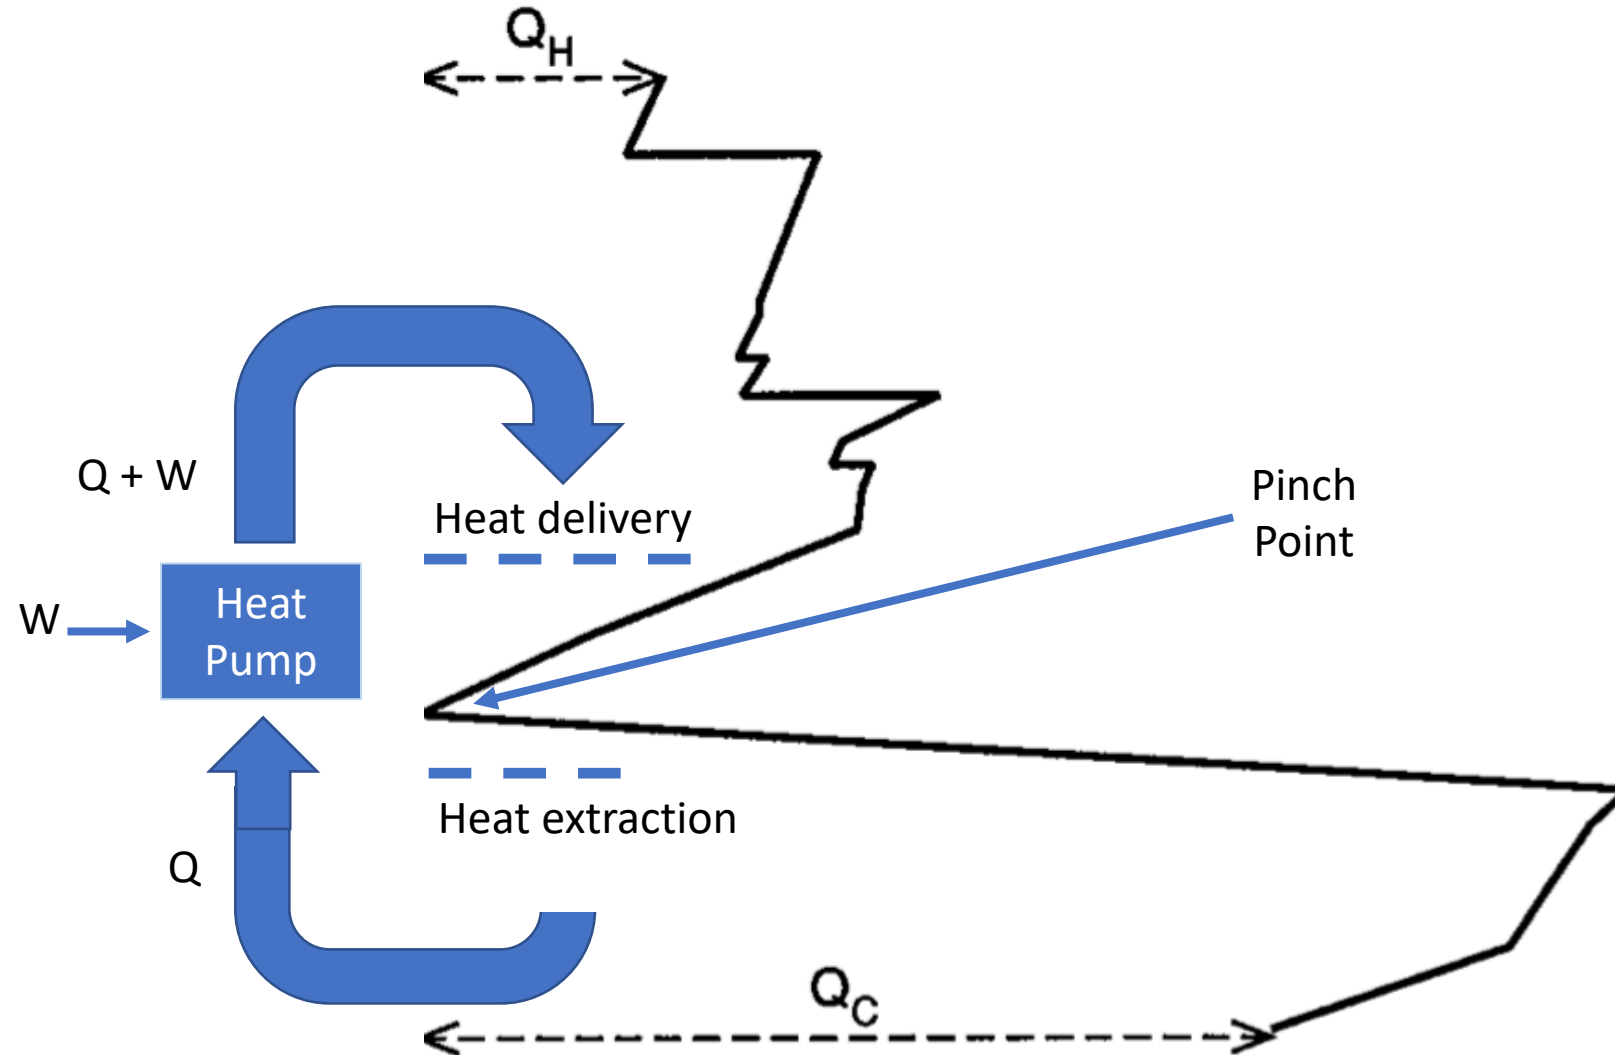 QH
Q + W
Heat delivery
Pinch
Point
W
Heat
Pump
Heat extraction
Q
QC